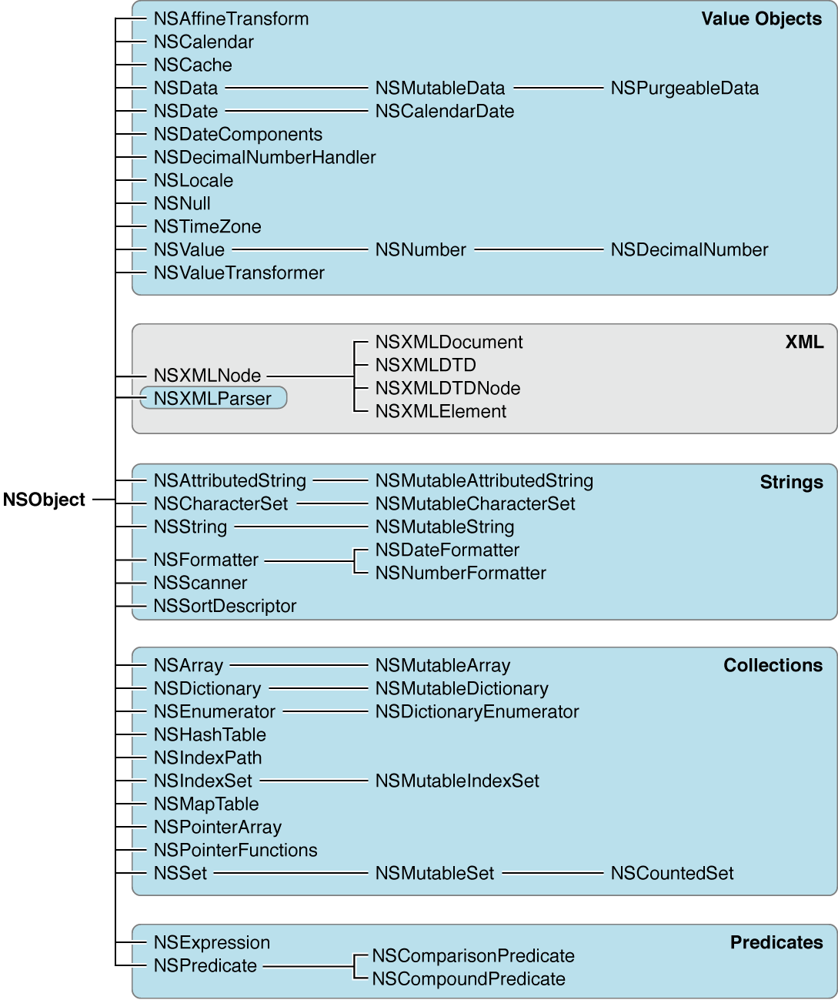 NSObject
Value Objects
NSAffineTransform
NSCalendar
NSCache
NSData NSMutableData NSPurgeableData
NSDate NSCalendarDate
NSDateComponents
NSDecimalNumberHandler
NSLocale
NSNull
NSTimeZone
NSValue NSNumber NSDecimalNumber
NSValueTransformer
XML
NSXMLNode
NSXMLDocument
NSXMLDTD
NSXMLDTDNode
NSXMLElement
NSXMLParser
Strings
NSAttributedString NSMutableAttributedString
NSCharacterSet NSMutableCharacterSet
NSString NSMutableString
NSFormatter
NSDateFormatter
NSNumberFormatter
NSScanner
NSSortDescriptor
Collections
NSArray NSMutableArray
NSDictionary NSMutableDictionary
NSEnumerator NSDictionaryEnumerator
NSHashTable
NSIndexPath
NSIndexSet NSMutableIndexSet
NSMapTable
NSPointerArray
NSPointerFunctions
NSSet NSMutableSet NSCountedSet
Predicates
NSExpression
NSPredicate
NSComparisonPredicate
NSCompoundPredicate